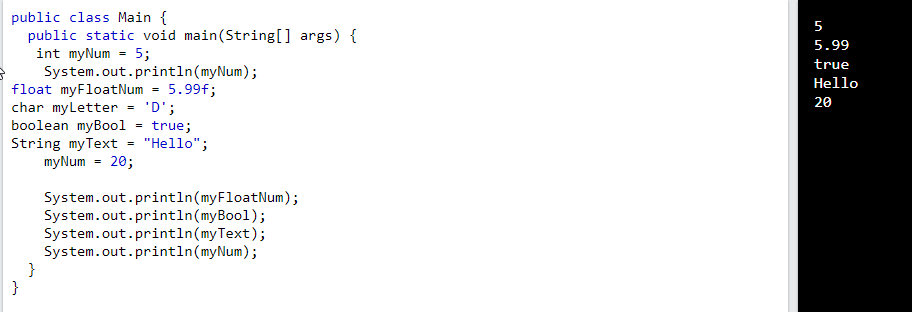 public class Main {
  public static void main(String[] args) {
   int myNum = 5;
    System.out.println(myNum);
float myFloatNum = 5.99f;
char myLetter = 'D';
boolean myBool = true;
String myText = "Hello";
    myNum = 20;

    System.out.println(myFloatNum);
    System.out.println(myBool);
    System.out.println(myText);
    System.out.println(myNum);
  }
}
5
5.99
true
Hello
20